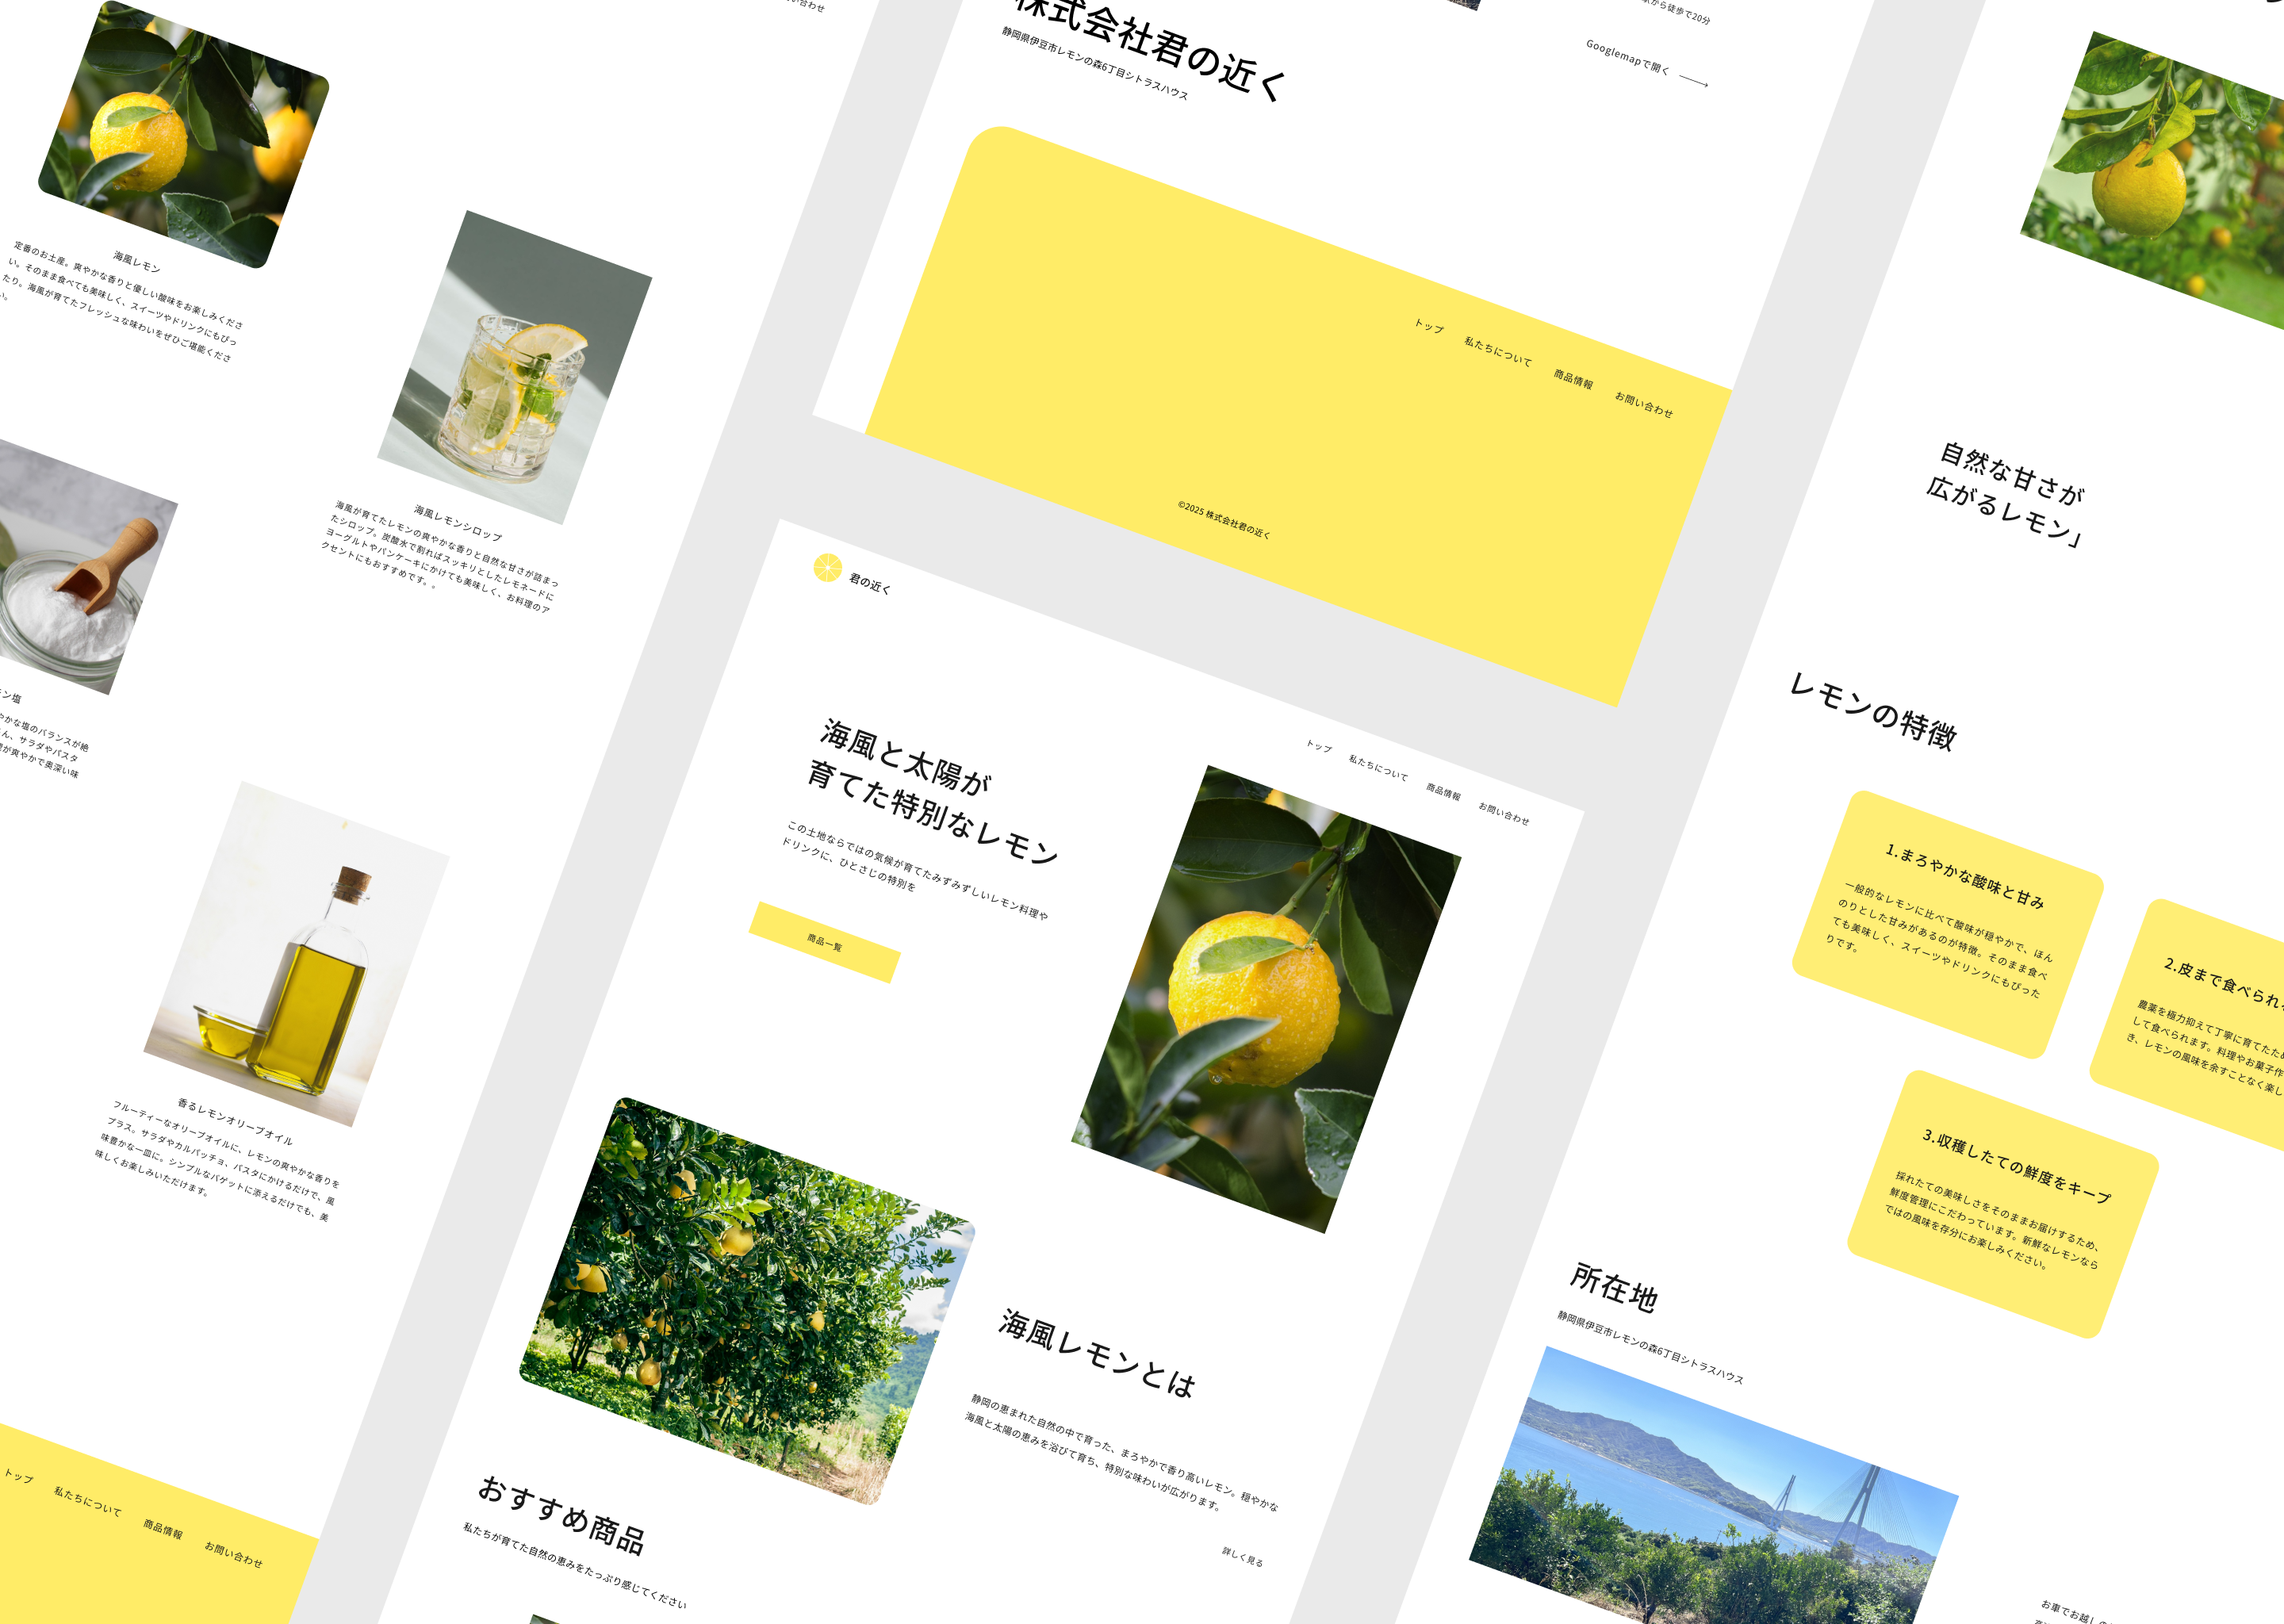 い合わせ
海風レモン
定番のお土産。爽やかな香りと優しい酸味をお楽しみくださ
い。そのまま食べても美味しく、スイーツやドリンクにもぴっ
たり。海風が育てたフレッシュな味わいをぜひご堪能くださ
い。
海風レモンシロップ
海風が育てたレモンの爽やかな香りと自然な甘さが詰まっ
たシロップ。炭酸水で割ればスッキリとしたレモネードに
ヨーグルトやパンケーキにかけても美味しく、お料理のア
クセントにもおすすめです。。
ン塩
やかな塩のバランスが絶
ん、サラダやパスタ
が爽やかで奥深い味
香るレモンオリーブオイル
フルーティーなオリーブオイルに、レモンの爽やかな香りを
プラス。サラダやカルパッチョ、パスタにかけるだけで、風
味豊かな一皿に。シンプルなバゲットに添えるだけでも、美
味しくお楽しみいただけます。
トップ 私たちについて 商品情報 お問い合わせ
株式会社君の近く
静岡県伊豆市レモンの森6丁目シトラスハウス
駅から徒歩で20分
Googlemapで開く
トップ 私たちについて 商品情報 お問い合わせ
©2025 株式会社君の近く
君の近く
トップ 私たちについて 商品情報 お問い合わせ
海風と太陽が
育てた特別なレモン
この土地ならではの気候が育てたみずみずしいレモン料理や
ドリンクに、ひとさじの特別を
商品一覧
海風レモンとは
静岡の恵まれた自然の中で育った、まろやかで香り高いレモン。穏やかな
海風と太陽の恵みを浴びて育ち、特別な味わいが広がります。
詳しく見る
おすすめ商品
私たちが育てた自然の恵みをたっぷり感じてください
自然な甘さが
広がるレモン」
レモンの特徴
1.まろやかな酸味と甘み
一般的なレモンに比べて酸味が穏やかで、ほん
のりとした甘みがあるのが特徴。そのまま食べ
ても美味しく、スイーツやドリンクにもぴった
りです。
2.皮まで食べられ
農薬を極力抑えて丁寧に育てたため
して食べられます。料理やお菓子作
き、レモンの風味を余すことなく楽し
3.収穫したての鮮度をキープ
採れたての美味しさをそのままお届けするため、
鮮度管理にこだわっています。新鮮なレモンなら
ではの風味を存分にお楽しみください。
所在地
静岡県伊豆市レモンの森6丁目シトラスハウス
お車でお越しの